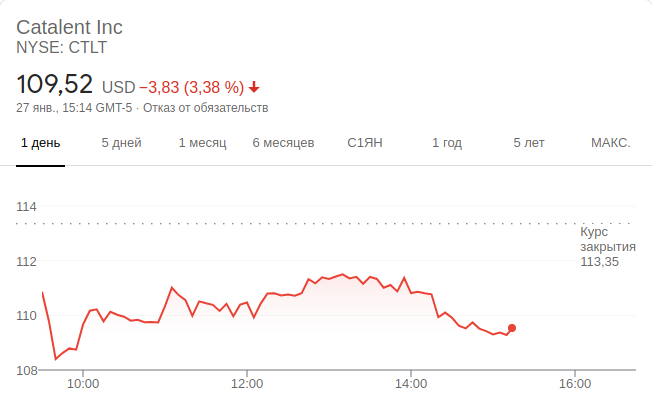 Catalent Inc
NYSE: CTLT
109,52 USD −3,83 (3,38 %)
27 янв., 15:14 GMT-5 · Отказ от обязательств
1 день 5 дней 1 месяц 6 месяцев С1ЯН 1 год 5 лет МАКС.
114
Курс
закрытия
113,35
112
110
108
10:00 12:00 14:00 16:00